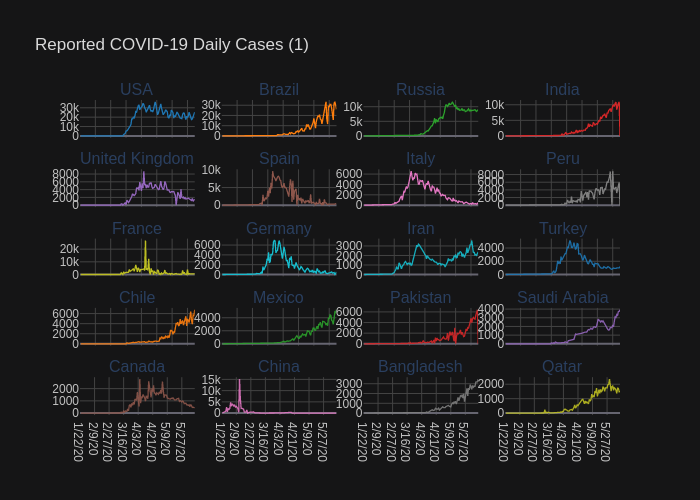 Reported COVID-19 Daily Cases (1)
USA Brazil Russia India
30k 20k 10k 0 30k 20k 10k 0 10k 5k 0 10k 5k 0
United Kingdom Spain Italy Peru
8000 6000 4000 2000 0 10k 5k 0 6000 4000 2000 0 8000 6000 4000 2000 0
France Germany Iran Turkey
20k 10k 0 6000 4000 2000 0 3000 2000 1000 0 4000 2000 0
Chile Mexico Pakistan Saudi Arabia
6000 4000 2000 0 4000 2000 0 6000 4000 2000 0 4000 3000 2000 1000 0
Canada China Bangladesh Qatar
2000 1000 0 15k 10k 5k 0 3000 2000 1000 0 2000 1000 0
1/22/20 2/9/20 2/27/20 3/16/20 4/3/20 4/21/20 5/9/20 5/27/20 1/22/20 2/9/20 2/27/20 3/16/20 4/3/20 4/21/20 5/9/20 5/27/20 1/22/20 2/9/20 2/27/20 3/16/20 4/3/20 4/21/20 5/9/20 5/27/20 1/22/20 2/9/20 2/27/20 3/16/20 4/3/20 4/21/20 5/9/20 5/27/20